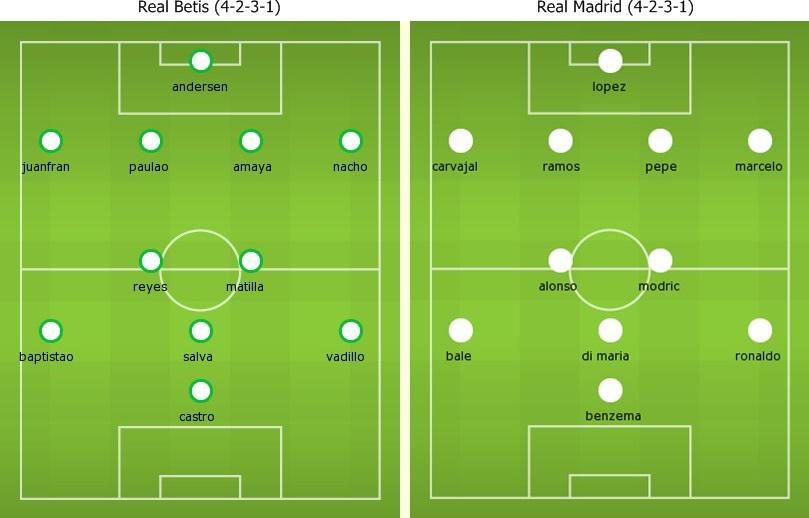 Real Betis (4-2-3-1)
andersen
juanfran paulao amaya nacho
reyes matilla
baptistao salva vadillo
castro
Real Madrid (4-2-3-1)
lopez
carvajal ramos pepe marcelo
alonso modric
bale di maria ronaldo
benzema